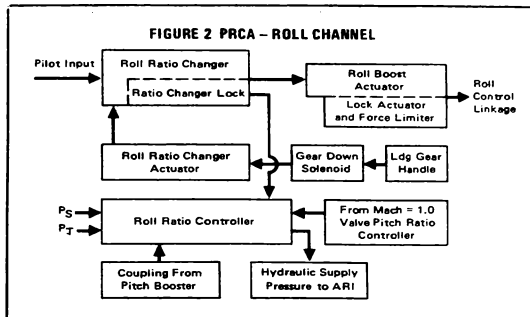 FIGURE 2 PRCA – ROLL CHANNEL
Pilot Input
Roll Ratio Changer
Ratio Changer Lock
Roll Boost
Actuator
Lock Actuator
and Force Limiter
Roll
Control
Linkage
Roll Ratio Changer
Actuator
Gear Down
Solenoid
Ldg Gear
Handle
PS
PT
Roll Ratio Controller
From Mach = 1.0
Valve Pitch Ratio
Controller
Coupling From
Pitch Booster
Hydraulic Supply
Pressure to ARI